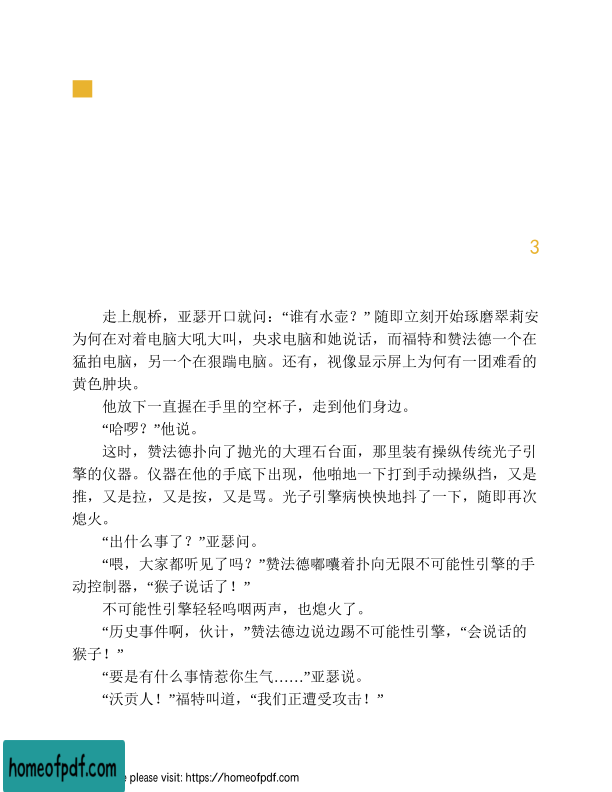 3
走上舰桥，亚瑟开口就问：“谁有水壶？” 随即立刻开始琢磨翠莉安
为何在对着电脑大吼大叫，央求电脑和她说话，而福特和赞法德一个在
猛拍电脑，另一个在狠踹电脑。还有，视像显示屏上为何有一团难看的
黄色肿块。
他放下一直握在手里的空杯子，走到他们身边。
“哈啰？”他说。
这时，赞法德扑向了抛光的大理石台面，那里装有操纵传统光子引
擎的仪器。仪器在他的手底下出现，他啪地一下打到手动操纵挡，又是
推，又是拉，又是按，又是骂。光子引擎病怏怏地抖了一下，随即再次
熄火。
“出什么事了？”亚瑟问。
“喂，大家都听见了吗？”赞法德嘟囔着扑向无限不可能性引擎的手
动控制器，“猴子说话了！”
不可能性引擎轻轻呜咽两声，也熄火了。
“历史事件啊，伙计，”赞法德边说边踢不可能性引擎，“会说话的
猴子！”
“要是有什么事情惹你生气……”亚瑟说。
“沃贡人！”福特叫道，“我们正遭受攻击！”
homeofpdf.com
e please visit: https://homeofpdf.com